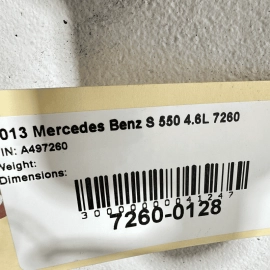 013 Mercedes Benz S 550 4.6L 7260
IN: A497260
Weight:
Dimensions:
3000000041247
7260-0128